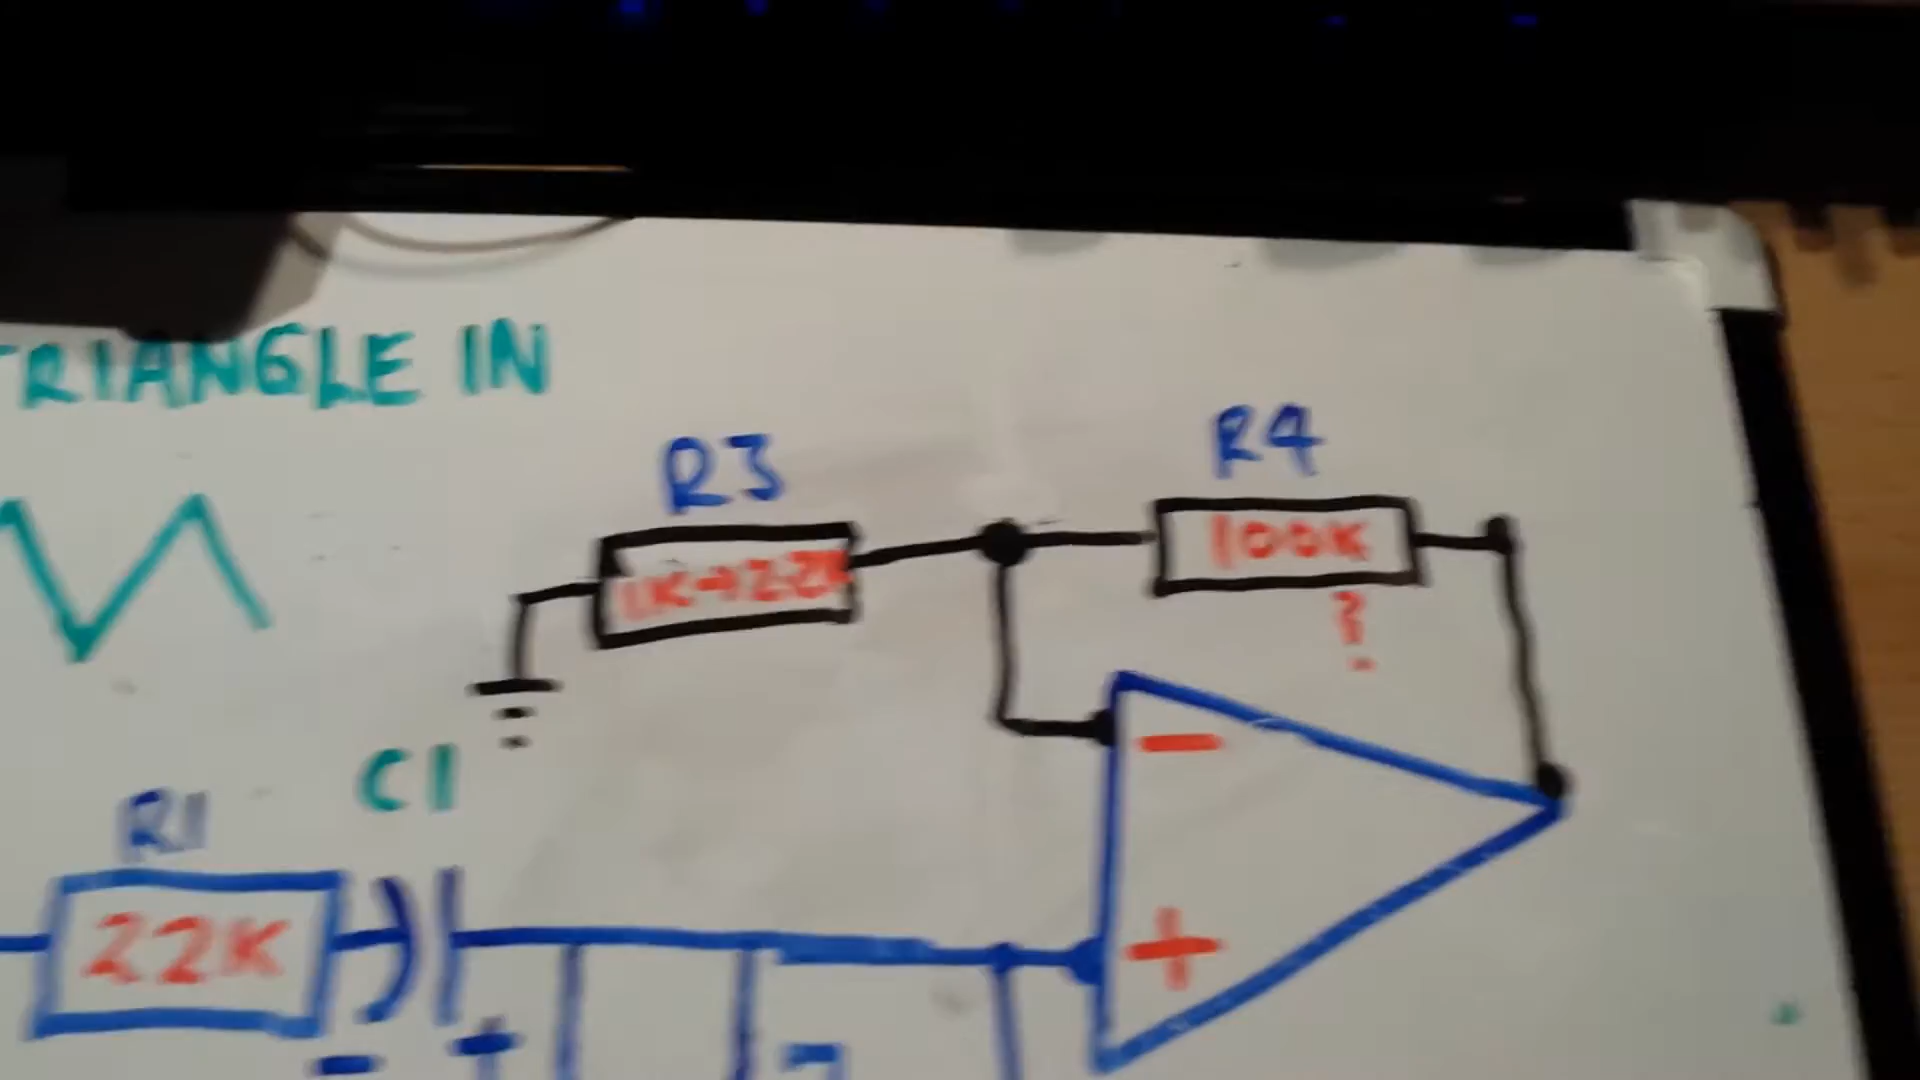 TRIANGLE IN
R3
R4
1K→22K
100K
?
C1
R1
-
22K
+
-
+